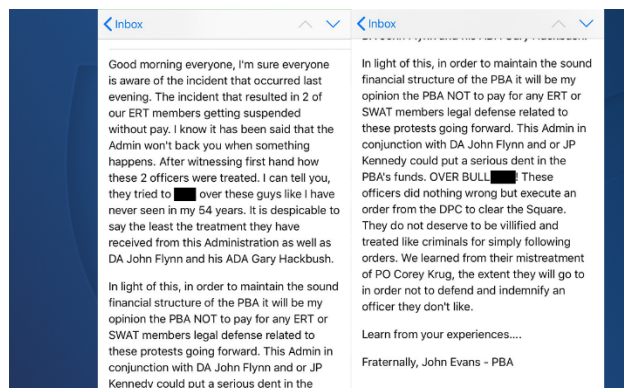 Inbox
Good morning everyone, I'm sure everyone
is aware of the incident that occurred last
evening. The incident that resulted in 2 of
our ERT members getting suspended
without pay. I know it has been said that the
Admin won't back you when something
happens. After witnessing first hand how
these 2 officers were treated. I can tell you,
they tried to over these guys like I have
never seen in my 54 years. It is despicable to
say the least the treatment they have
received from this Administration as well as
DA John Flynn and his ADA Gary Hackbush.
In light of this, in order to maintain the sound
financial structure of the PBA it will be my
opinion the PBA NOT to pay for any ERT or
SWAT members legal defense related to
these protests going forward. This Admin in
conjunction with DA John Flynn and or JP
Kennedy could put a serious dent in the
Inbox
DA John Flynn and his ADA Gary Hackbush.
In light of this, in order to maintain the sound
financial structure of the PBA it will be my
opinion the PBA NOT to pay for any ERT or
SWAT members legal defense related to
these protests going forward. This Admin in
conjunction with DA John Flynn and or JP
Kennedy could put a serious dent in the
PBA's funds. OVER BULL ! These
officers did nothing wrong but execute an
order from the DPC to clear the Square.
They do not deserve to be villified and
treated like criminals for simply following
orders. We learned from their mistreatment
of PO Corey Krug, the extent they will go to
in order not to defend and indemnify an
officer they don't like.
Learn from your experiences....
Fraternally, John Evans - PBA